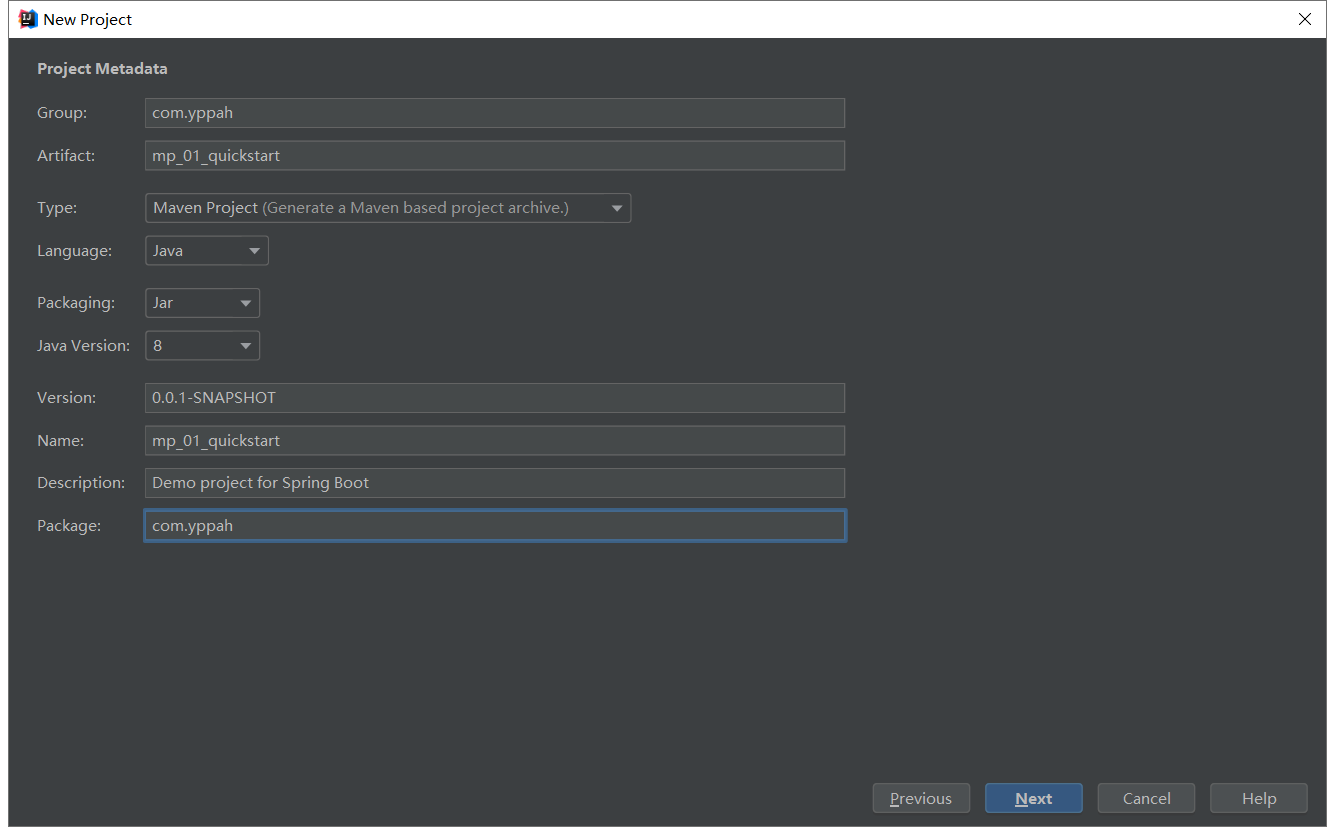 New Project
Project Metadata
Group: com.yppah
Artifact: mp_01_quickstart
Type: Maven Project (Generate a Maven based project archive.)
Language: Java
Packaging: Jar
Java Version: 8
Version: 0.0.1-SNAPSHOT
Name: mp_01_quickstart
Description: Demo project for Spring Boot
Package: com.yppah
Previous Next Cancel Help